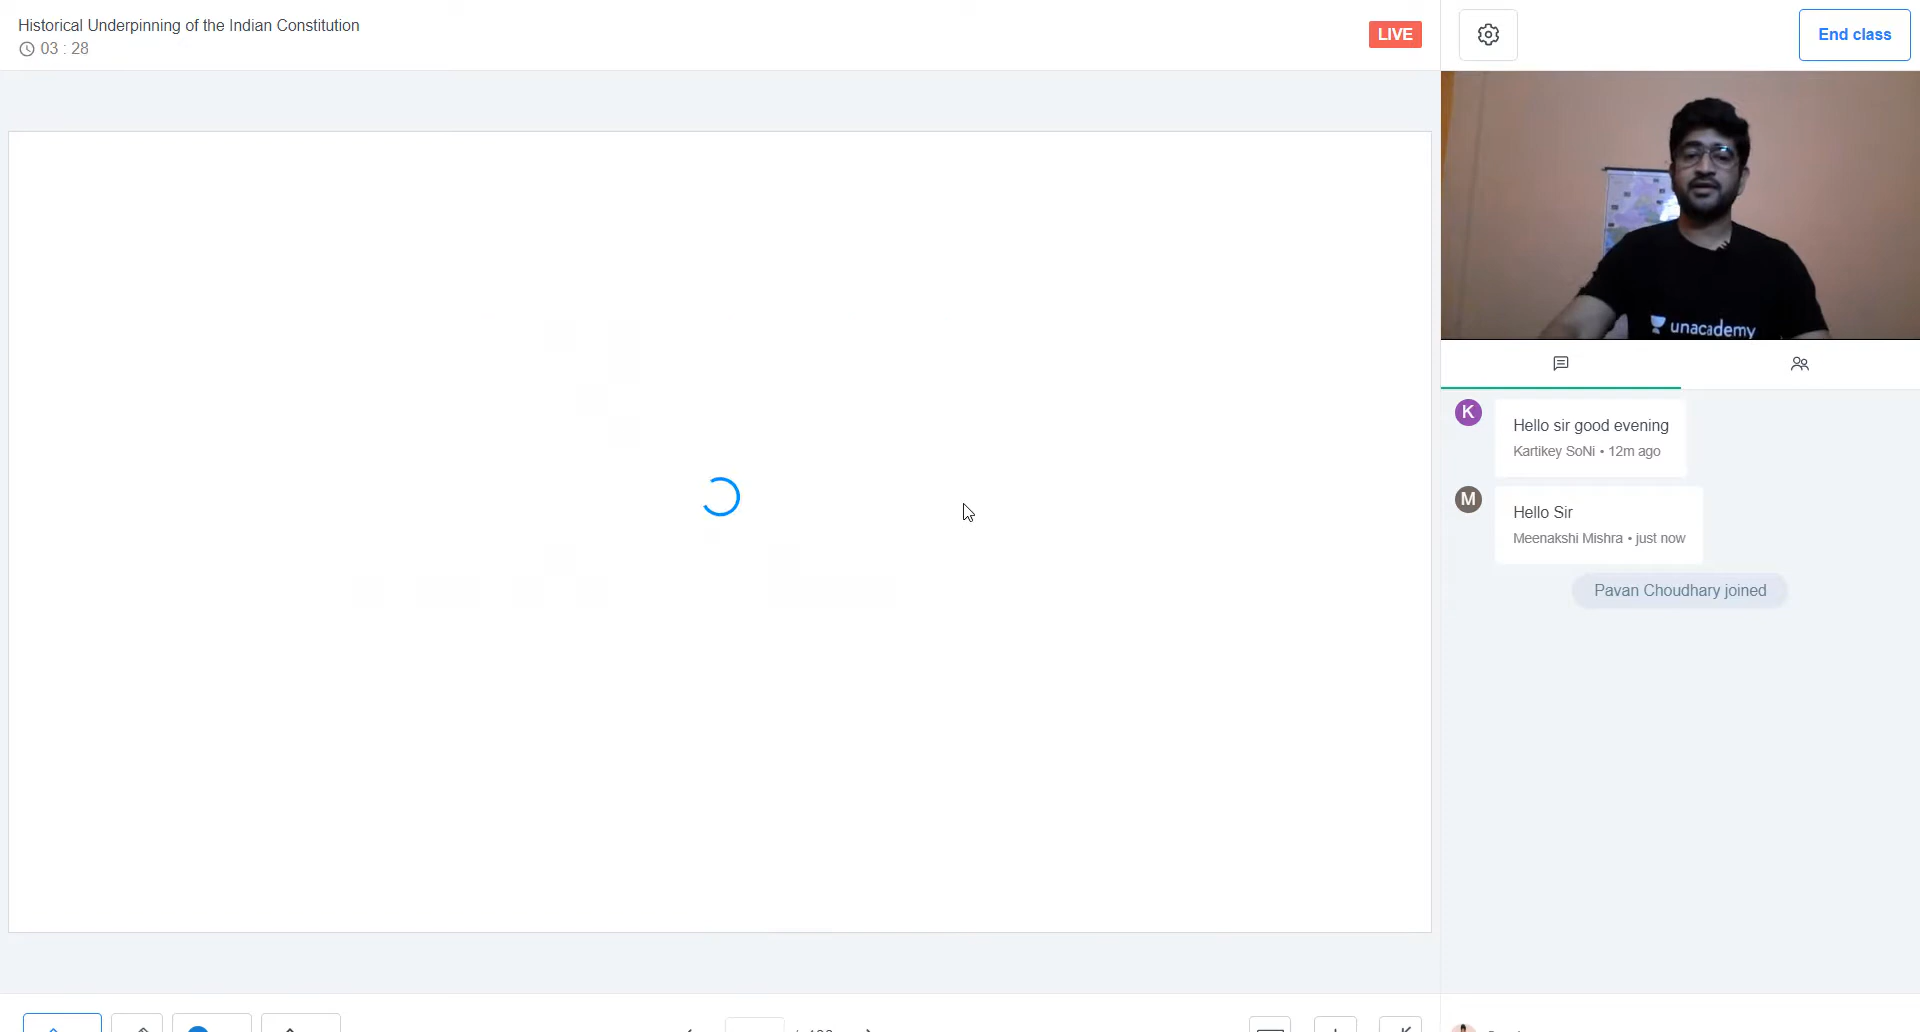 Historical Underpinning of the Indian Constitution
03 : 28
LIVE
End class
unacademy
K
Hello sir good evening
Kartikey SoNi • 12m ago
M
Hello Sir
Meenakshi Mishra • just now
Pavan Choudhary joined